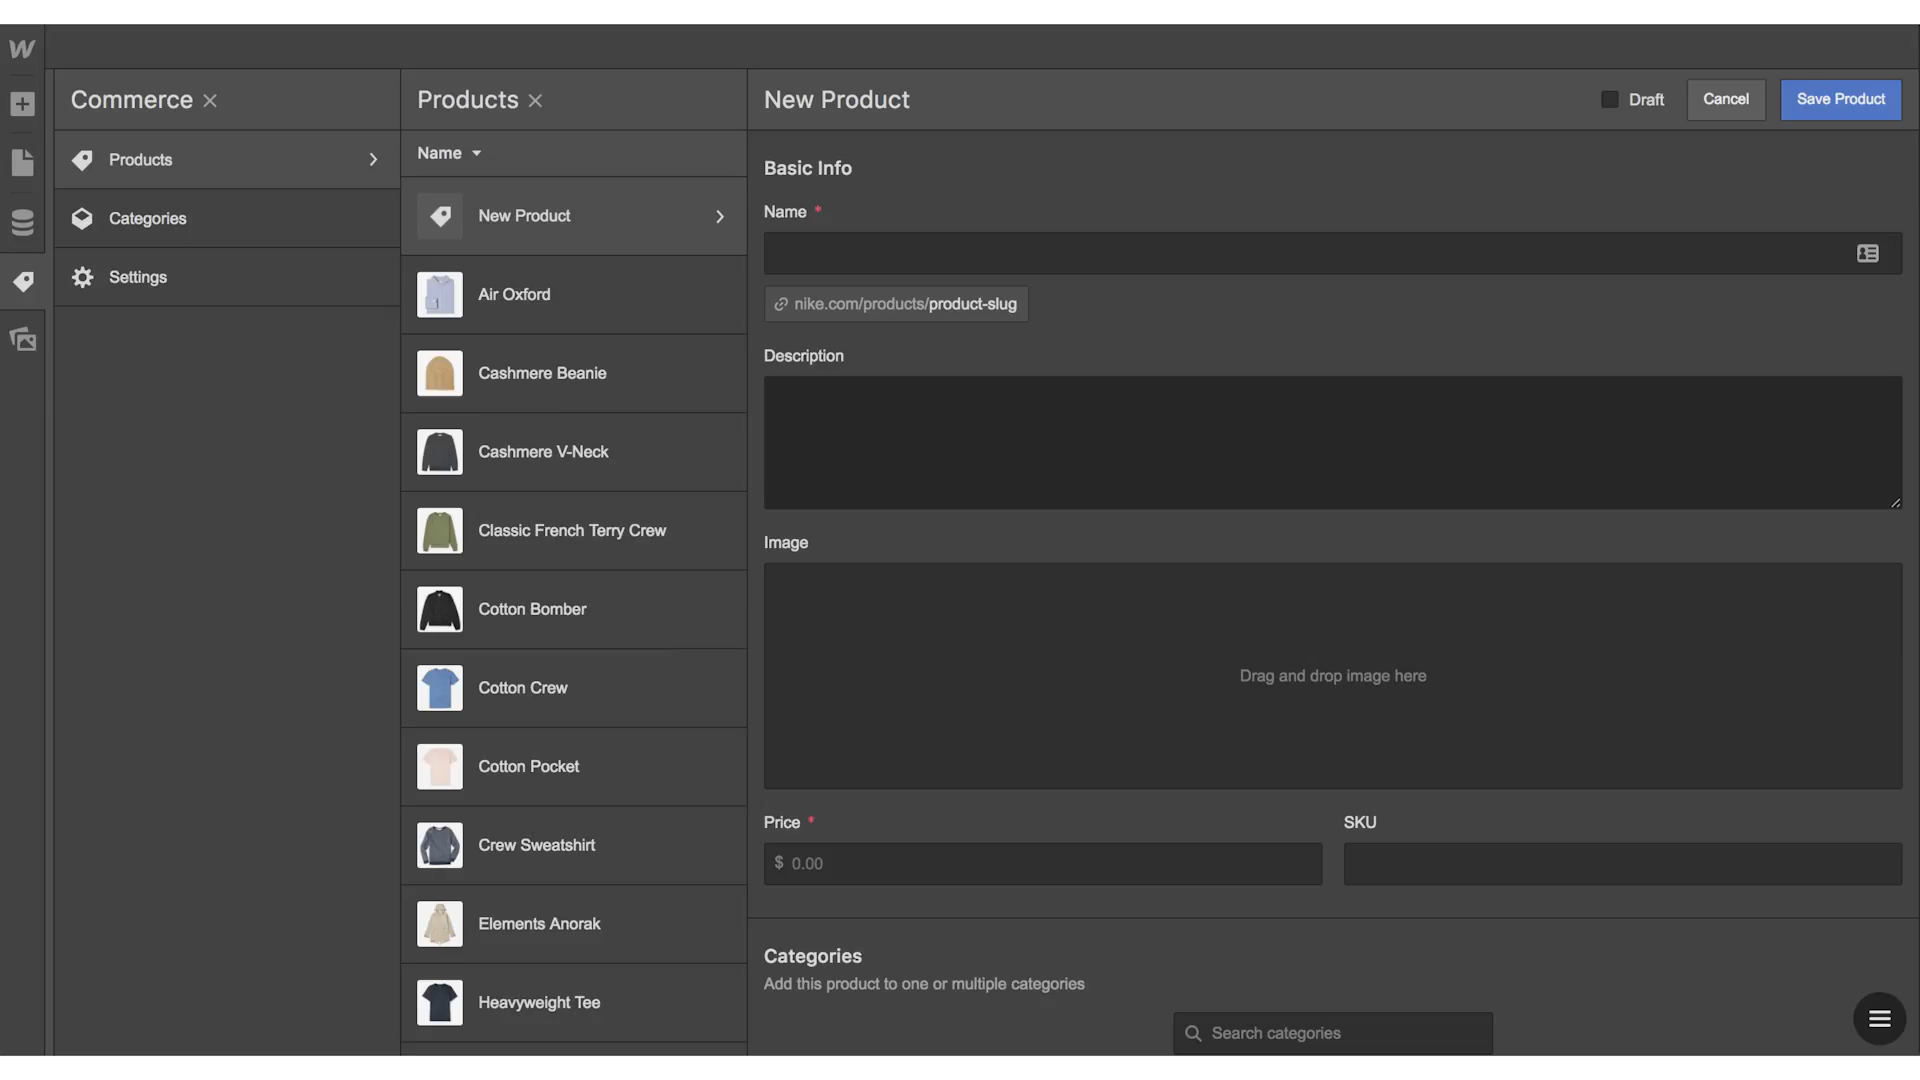 W
Commerce
Products
Categories
Settings
Products
Name
New Product
Air Oxford
Cashmere Beanie
Cashmere V-Neck
Classic French Terry Crew
Cotton Bomber
Cotton Crew
Cotton Pocket
Crew Sweatshirt
Elements Anorak
Heavyweight Tee
New Product
Draft
Cancel
Save Product
Basic Info
Name *
nike.com/products/product-slug
Description
Image
Drag and drop image here
Price *
SKU
$ 0.00
Categories
Add this product to one or multiple categories
Search categories